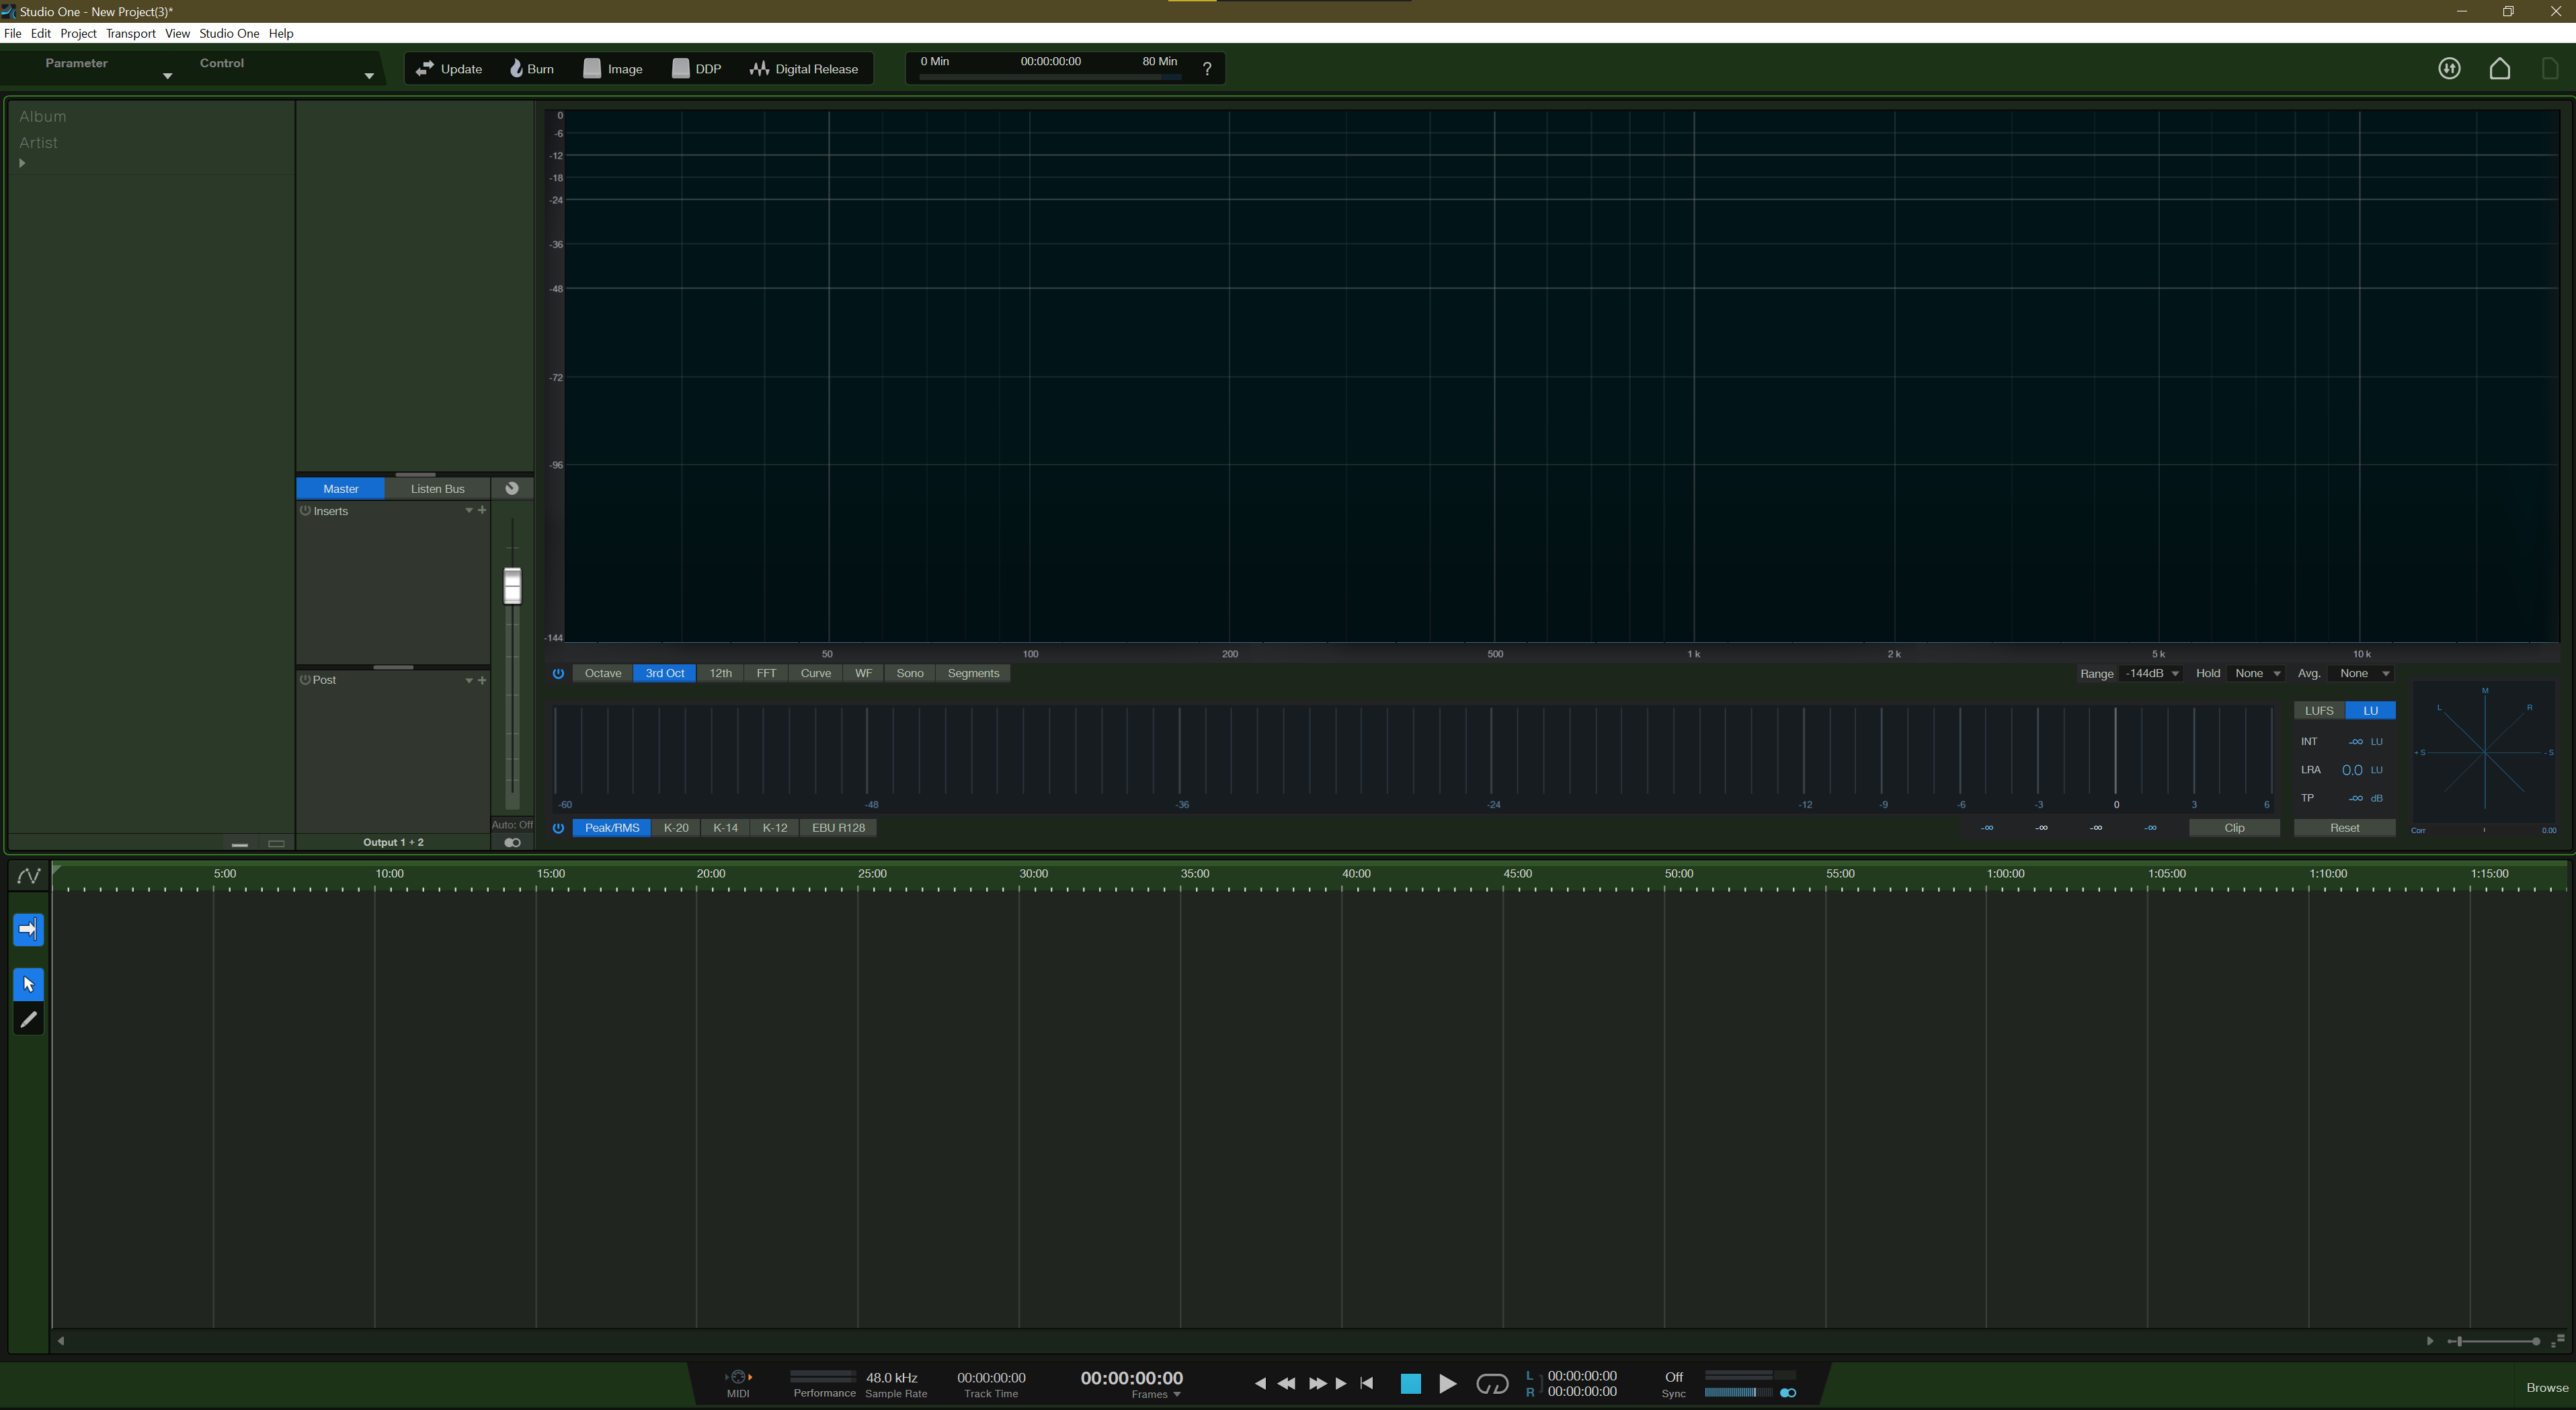 Studio One - New Project(3)*
File Edit Project Transport View Studio One Help
Parameter Control
Update Burn Image DDP Digital Release
0 Min 00:00:00:00 80 Min ?
Album
Artist
0
-6
-12
-18
-24
-36
-48
-72
-96
-144
50 100 200 500 1 k 2 k 5 k 10 k
Master Listen Bus
Inserts
Post
Auto: Off
Output 1 + 2
Octave 3rd Oct 12th FFT Curve WF Sono Segments
Range -144dB Hold None Avg. None
-60 -48 -36 -24 -12 -9 -6 -3 0 3 6
Peak/RMS K-20 K-14 K-12 EBU R128
-∞ -∞ -∞ -∞ Clip
LUFS LU
INT -∞ LU
LRA 0.0 LU
TP -∞ dB
Reset
M
L R
+ S - S
Corr 0.00
5:00 10:00 15:00 20:00 25:00 30:00 35:00 40:00 45:00 50:00 55:00 1:00:00 1:05:00 1:10:00 1:15:00
MIDI
Performance
48.0 kHz
Sample Rate
00:00:00:00
Track Time
00:00:00:00
Frames
L 00:00:00:00
R 00:00:00:00
Off
Sync
Browse